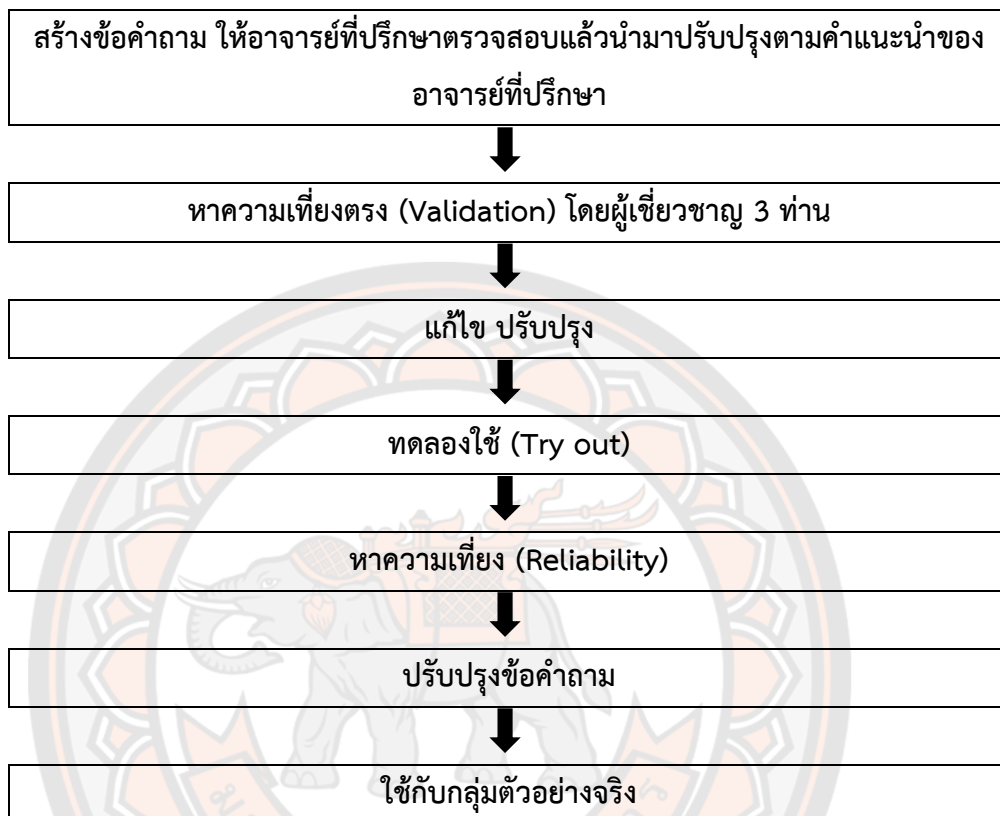 สร้างข้อคำถาม ให้อาจารย์ที่ปรึกษาตรวจสอบแล้วนำมาปรับปรุงตามคำแนะนำของ
อาจารย์ที่ปรึกษา
หาความเที่ยงตรง (Validation) โดยผู้เชี่ยวชาญ 3 ท่าน
แก้ไข ปรับปรุง
ทดลองใช้ (Try out)
หาความเที่ยง (Reliability)
ปรับปรุงข้อคำถาม
ใช้กับกลุ่มตัวอย่างจริง